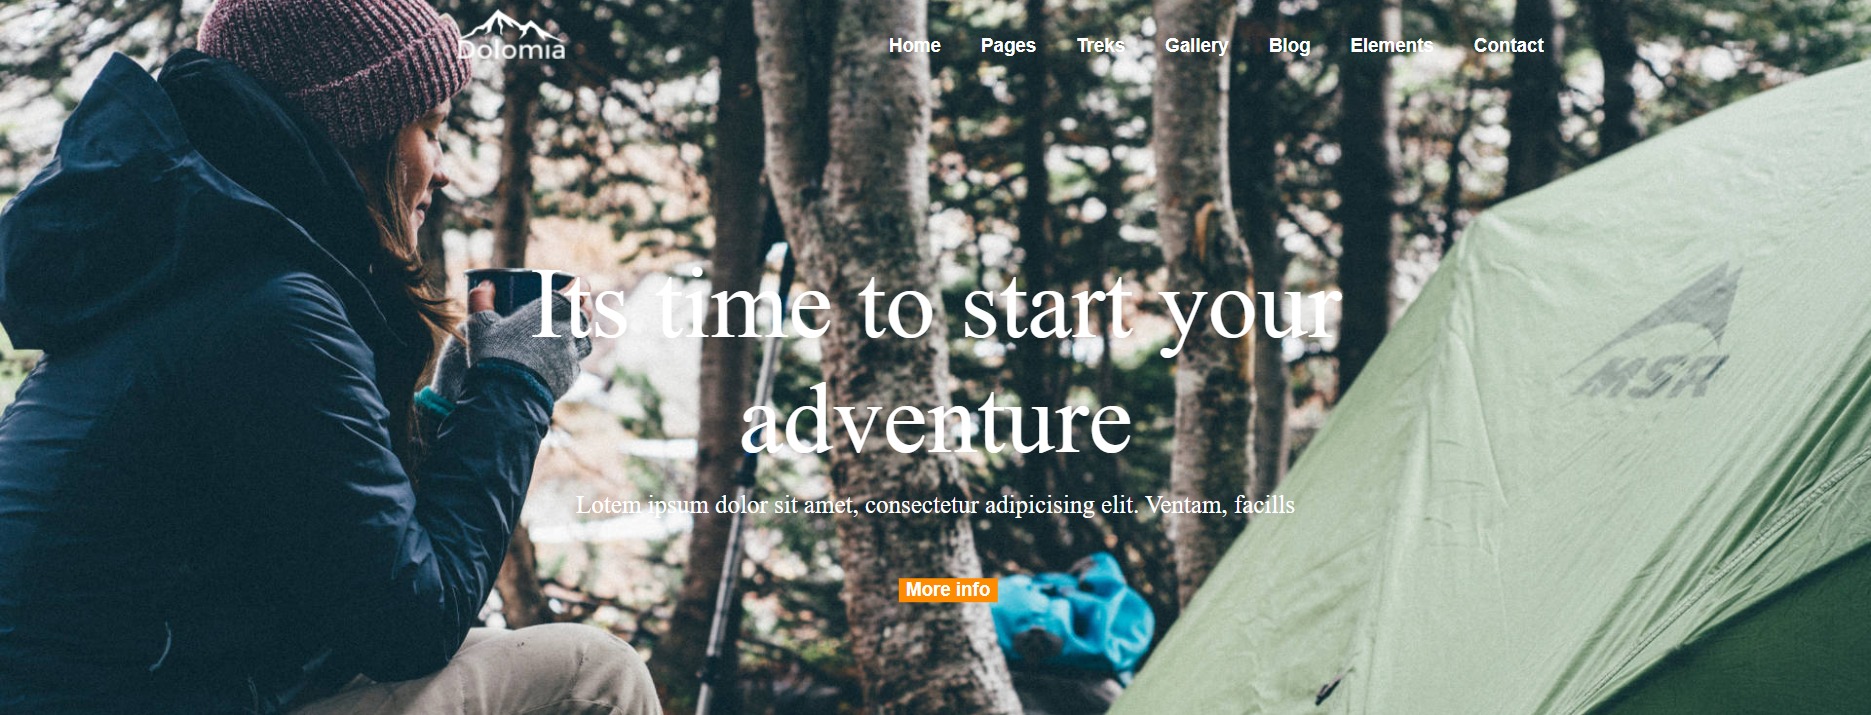 Dolomia
Home Pages Treks Gallery Blog Elements Contact
Its time to start your
adventure
Lotem ipsum dolor sit amet, consectetur adipicising elit. Ventam, facills
More info
MSR